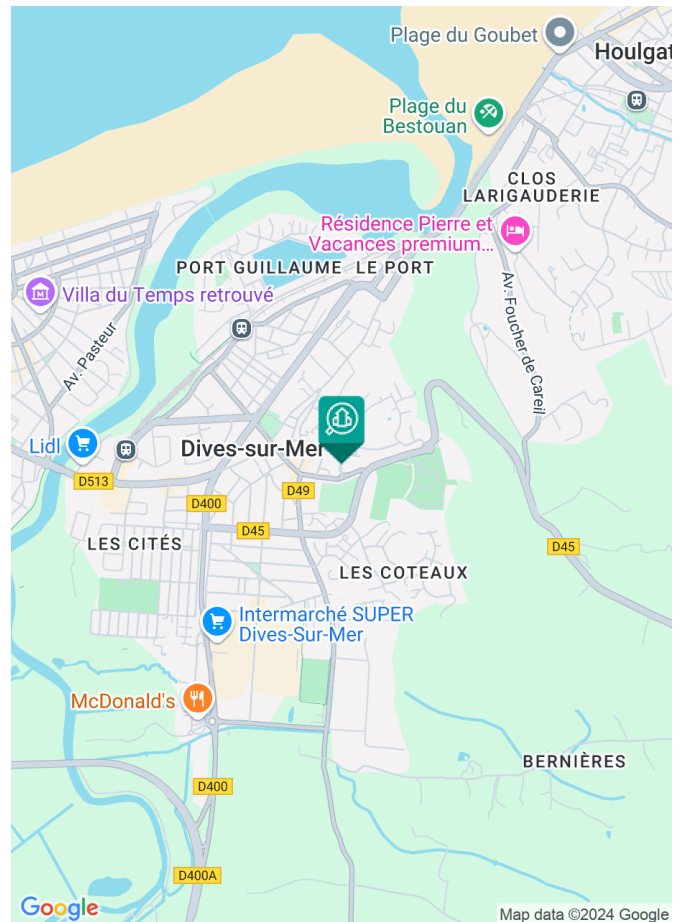 Plage du Goubet
Houlgat
Plage du
Bestouan
CLOS
LARIGAUDERIE
Résidence Pierre et
Vacances premium...
PORT GUILLAUME
LE PORT
Villa du Temps retrouvé
Av. Pasteur
Av. Foucher de Careil
Lidl
Dives-sur-Mer
D513
D49
D400
D45
D45
LES CITÉS
LES COTEAUX
Intermarché SUPER
Dives-Sur-Mer
McDonald's
BERNIÈRES
D400
D400A
Google
Map data ©2024 Google